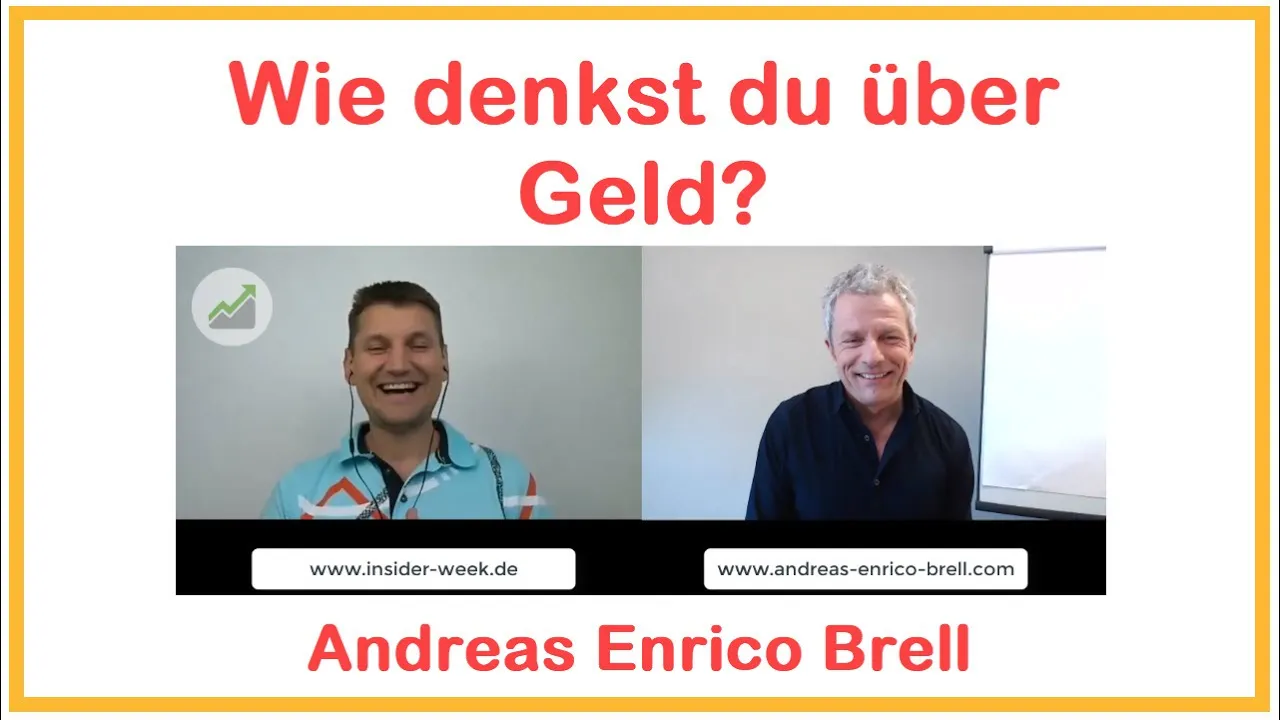 Wie denkst du über
Geld?
www.insider-week.de
www.andreas-enrico-brell.com
Andreas Enrico Brell